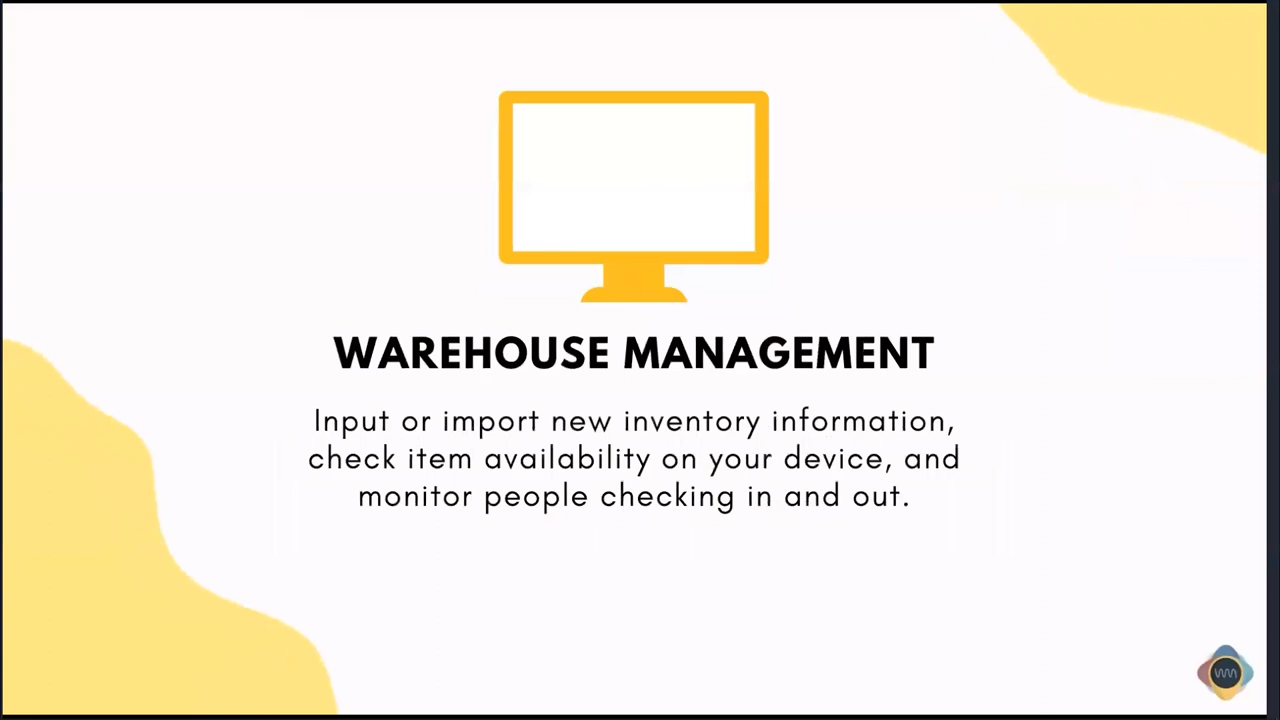 WAREHOUSE MANAGEMENT
Input or import new inventory information,
check item availability on your device, and
monitor people checking in and out.